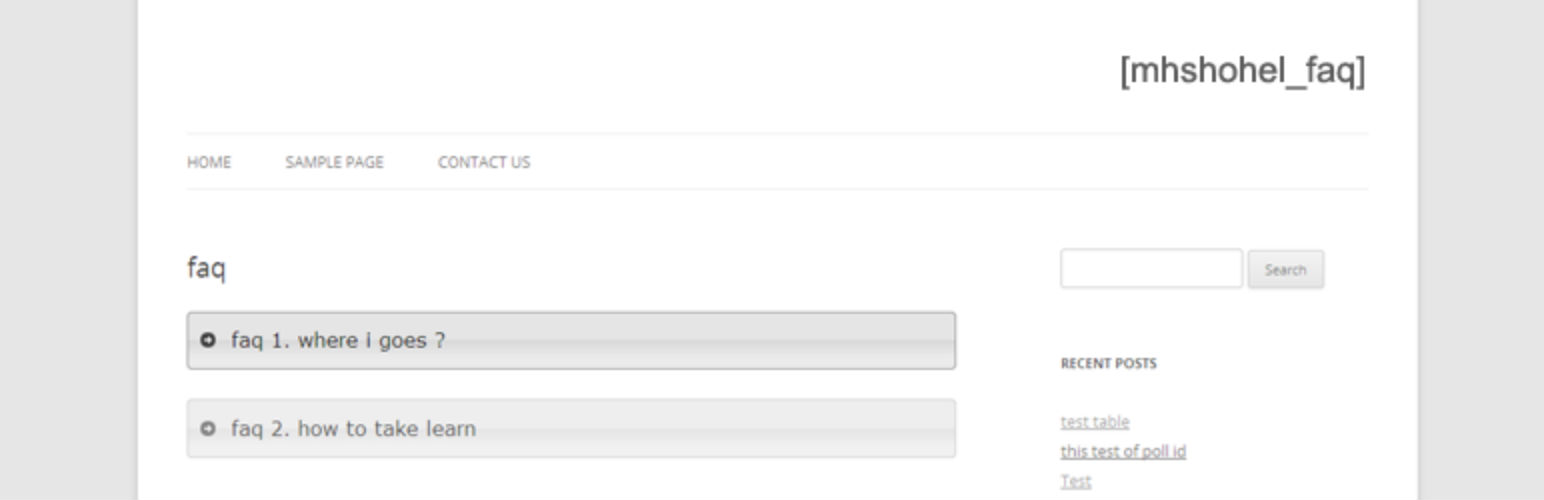 [mhshohel_faq]
HOME SAMPLE PAGE CONTACT US
faq
faq 1. where i goes ?
faq 2. how to take learn
Search
RECENT POSTS
test table
this test of poll id
Test